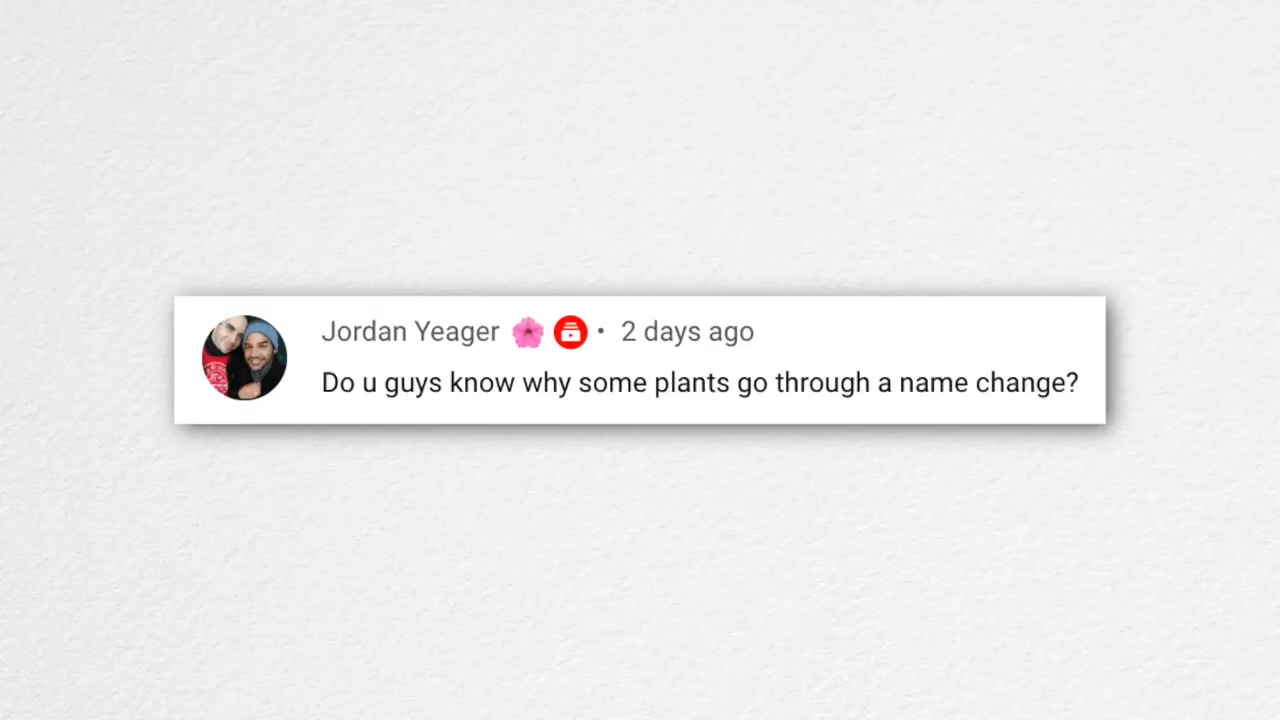 Jordan Yeager 🌸 • 2 days ago
Do u guys know why some plants go through a name change?